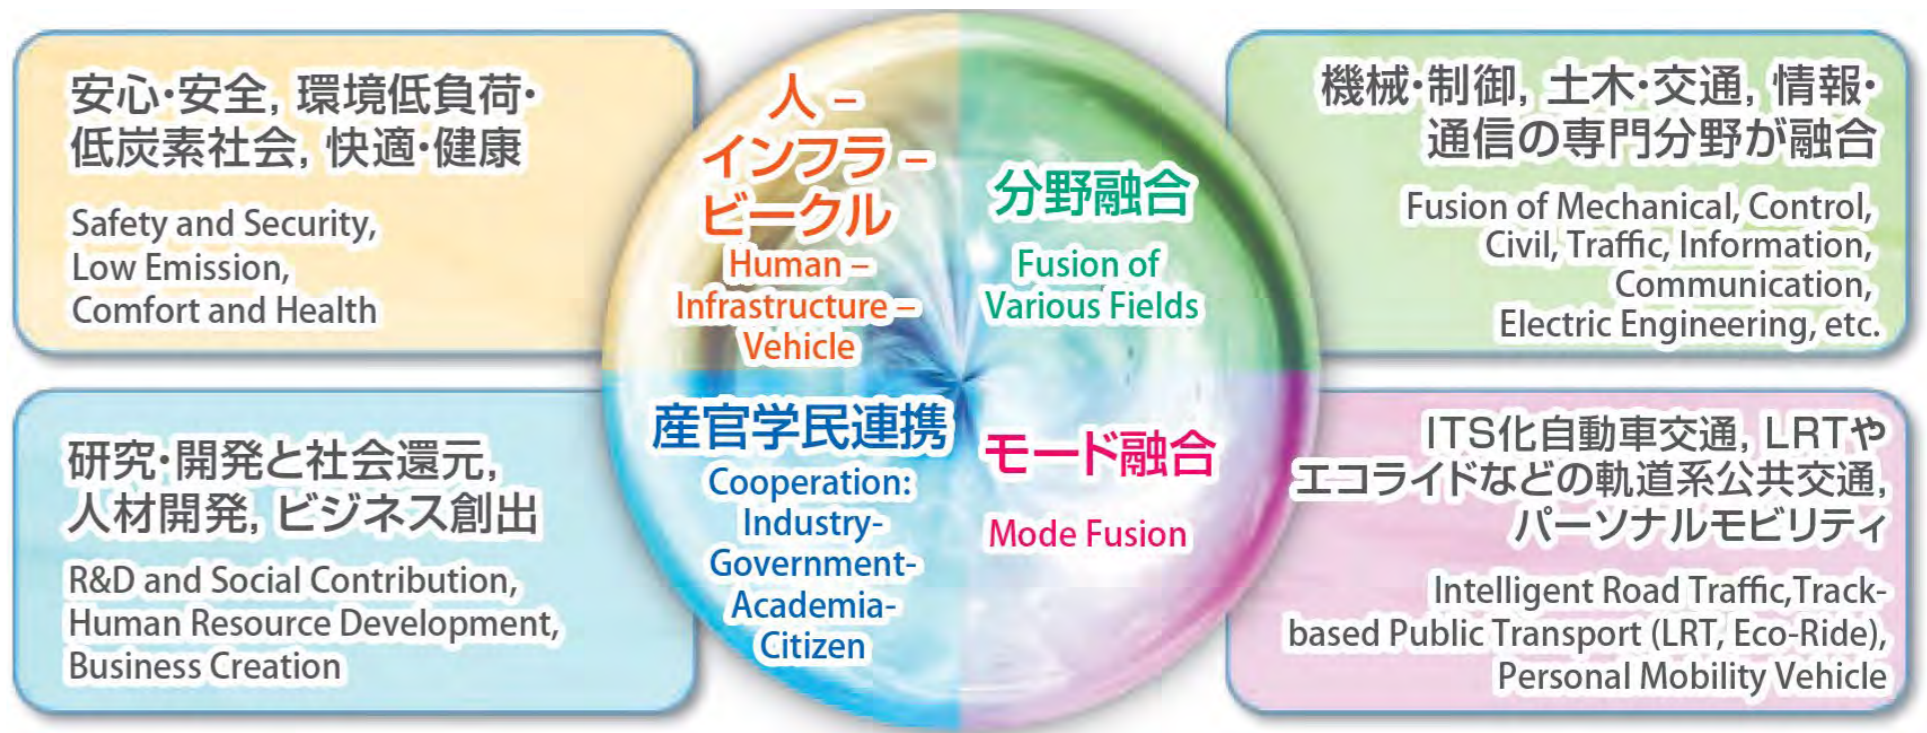 安心・安全, 環境低負荷・
低炭素社会, 快適・健康
Safety and Security,
Low Emission,
Comfort and Health
人 –
インフラ –
ビークル
Human –
Infrastructure –
Vehicle
分野融合
Fusion of
Various Fields
機械・制御, 土木・交通, 情報・
通信の専門分野が融合
Fusion of Mechanical, Control,
Civil, Traffic, Information,
Communication,
Electric Engineering, etc.
研究・開発と社会還元,
人材開発, ビジネス創出
R&D and Social Contribution,
Human Resource Development,
Business Creation
産官学民連携
Cooperation:
Industry-
Government-
Academia-
Citizen
モード融合
Mode Fusion
ITS化自動車交通, LRTや
エコライドなどの軌道系公共交通,
パーソナルモビリティ
Intelligent Road Traffic,Track-
based Public Transport (LRT, Eco-Ride),
Personal Mobility Vehicle